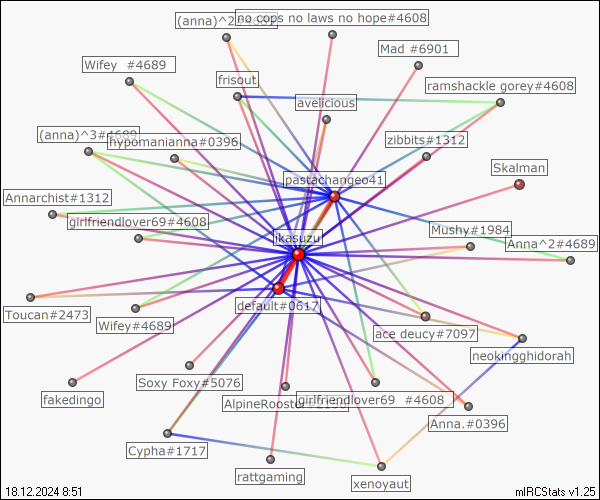 (anna)^2
no cops no laws no hope#4608
Mad #6901
Wifey #4689
frisout
ramshackle gorey#4608
avelicious
(anna)^3#4689
hypomanianna#0396
zibbits#1312
Skalman
pastachangeo41
Annarchist#1312
girlfriendlover69#4608
ikasuzu
Mushy#1984
Anna^2#4689
default#0617
Toucan#2473
Wifey#4689
ace deucy#7097
neokingghidorah
Soxy Foxy#5076
fakedingo
girlfriendlover69 #4608
Anna.#0396
Cypha#1717
rattgaming
xenoyaut
18.12.2024 8:51
mIRCStats v1.25